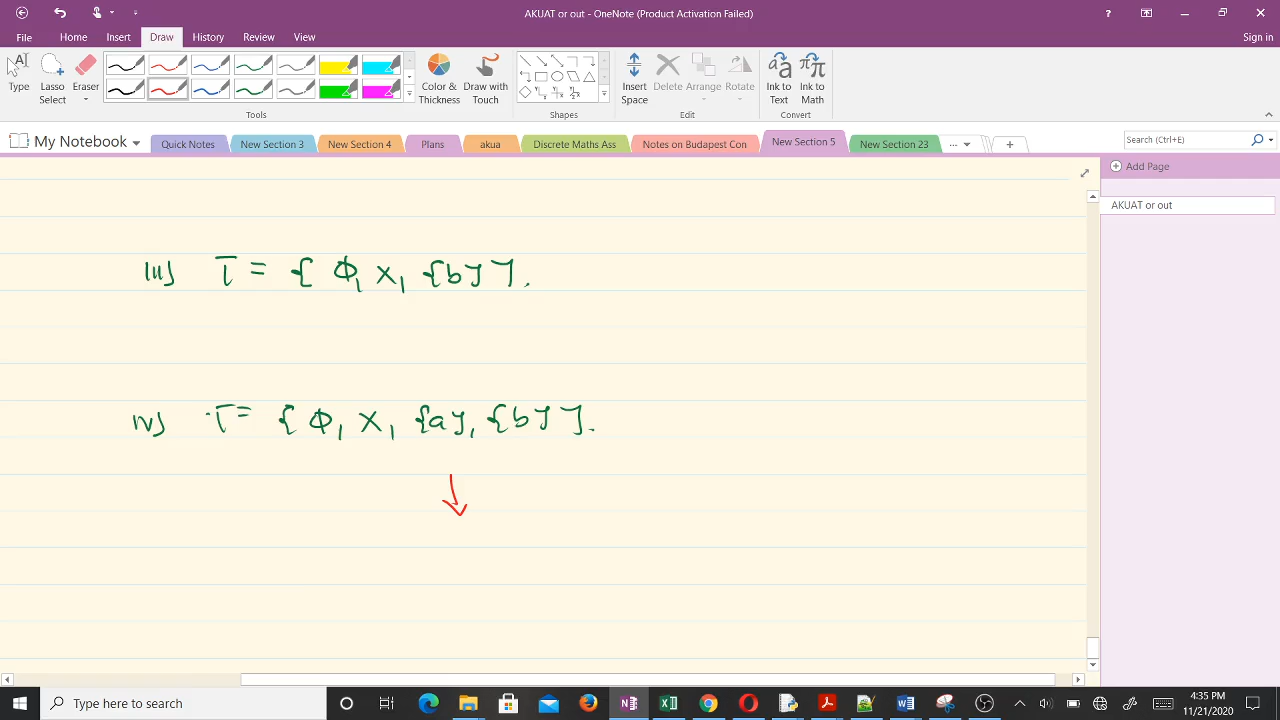 AKUAT or out - OneNote (Product Activation Failed)
File Home Insert Draw History Review View Sign in
Type Lasso Select Eraser Color & Thickness Draw with Touch Insert Space Delete Arrange Rotate Ink to Text Ink to Math
Tools Shapes Edit Convert
My Notebook Quick Notes New Section 3 New Section 4 Plans akua Discrete Maths Ass Notes on Budapest Con New Section 5 New Section 23 ... + Search (Ctrl+E)
Add Page
AKUAT or out
iii) τ = { Φ, X, {b} }.
iv) τ = { Φ, X, {a}, {b} }.
Type here to search
4:35 PM
11/21/2020